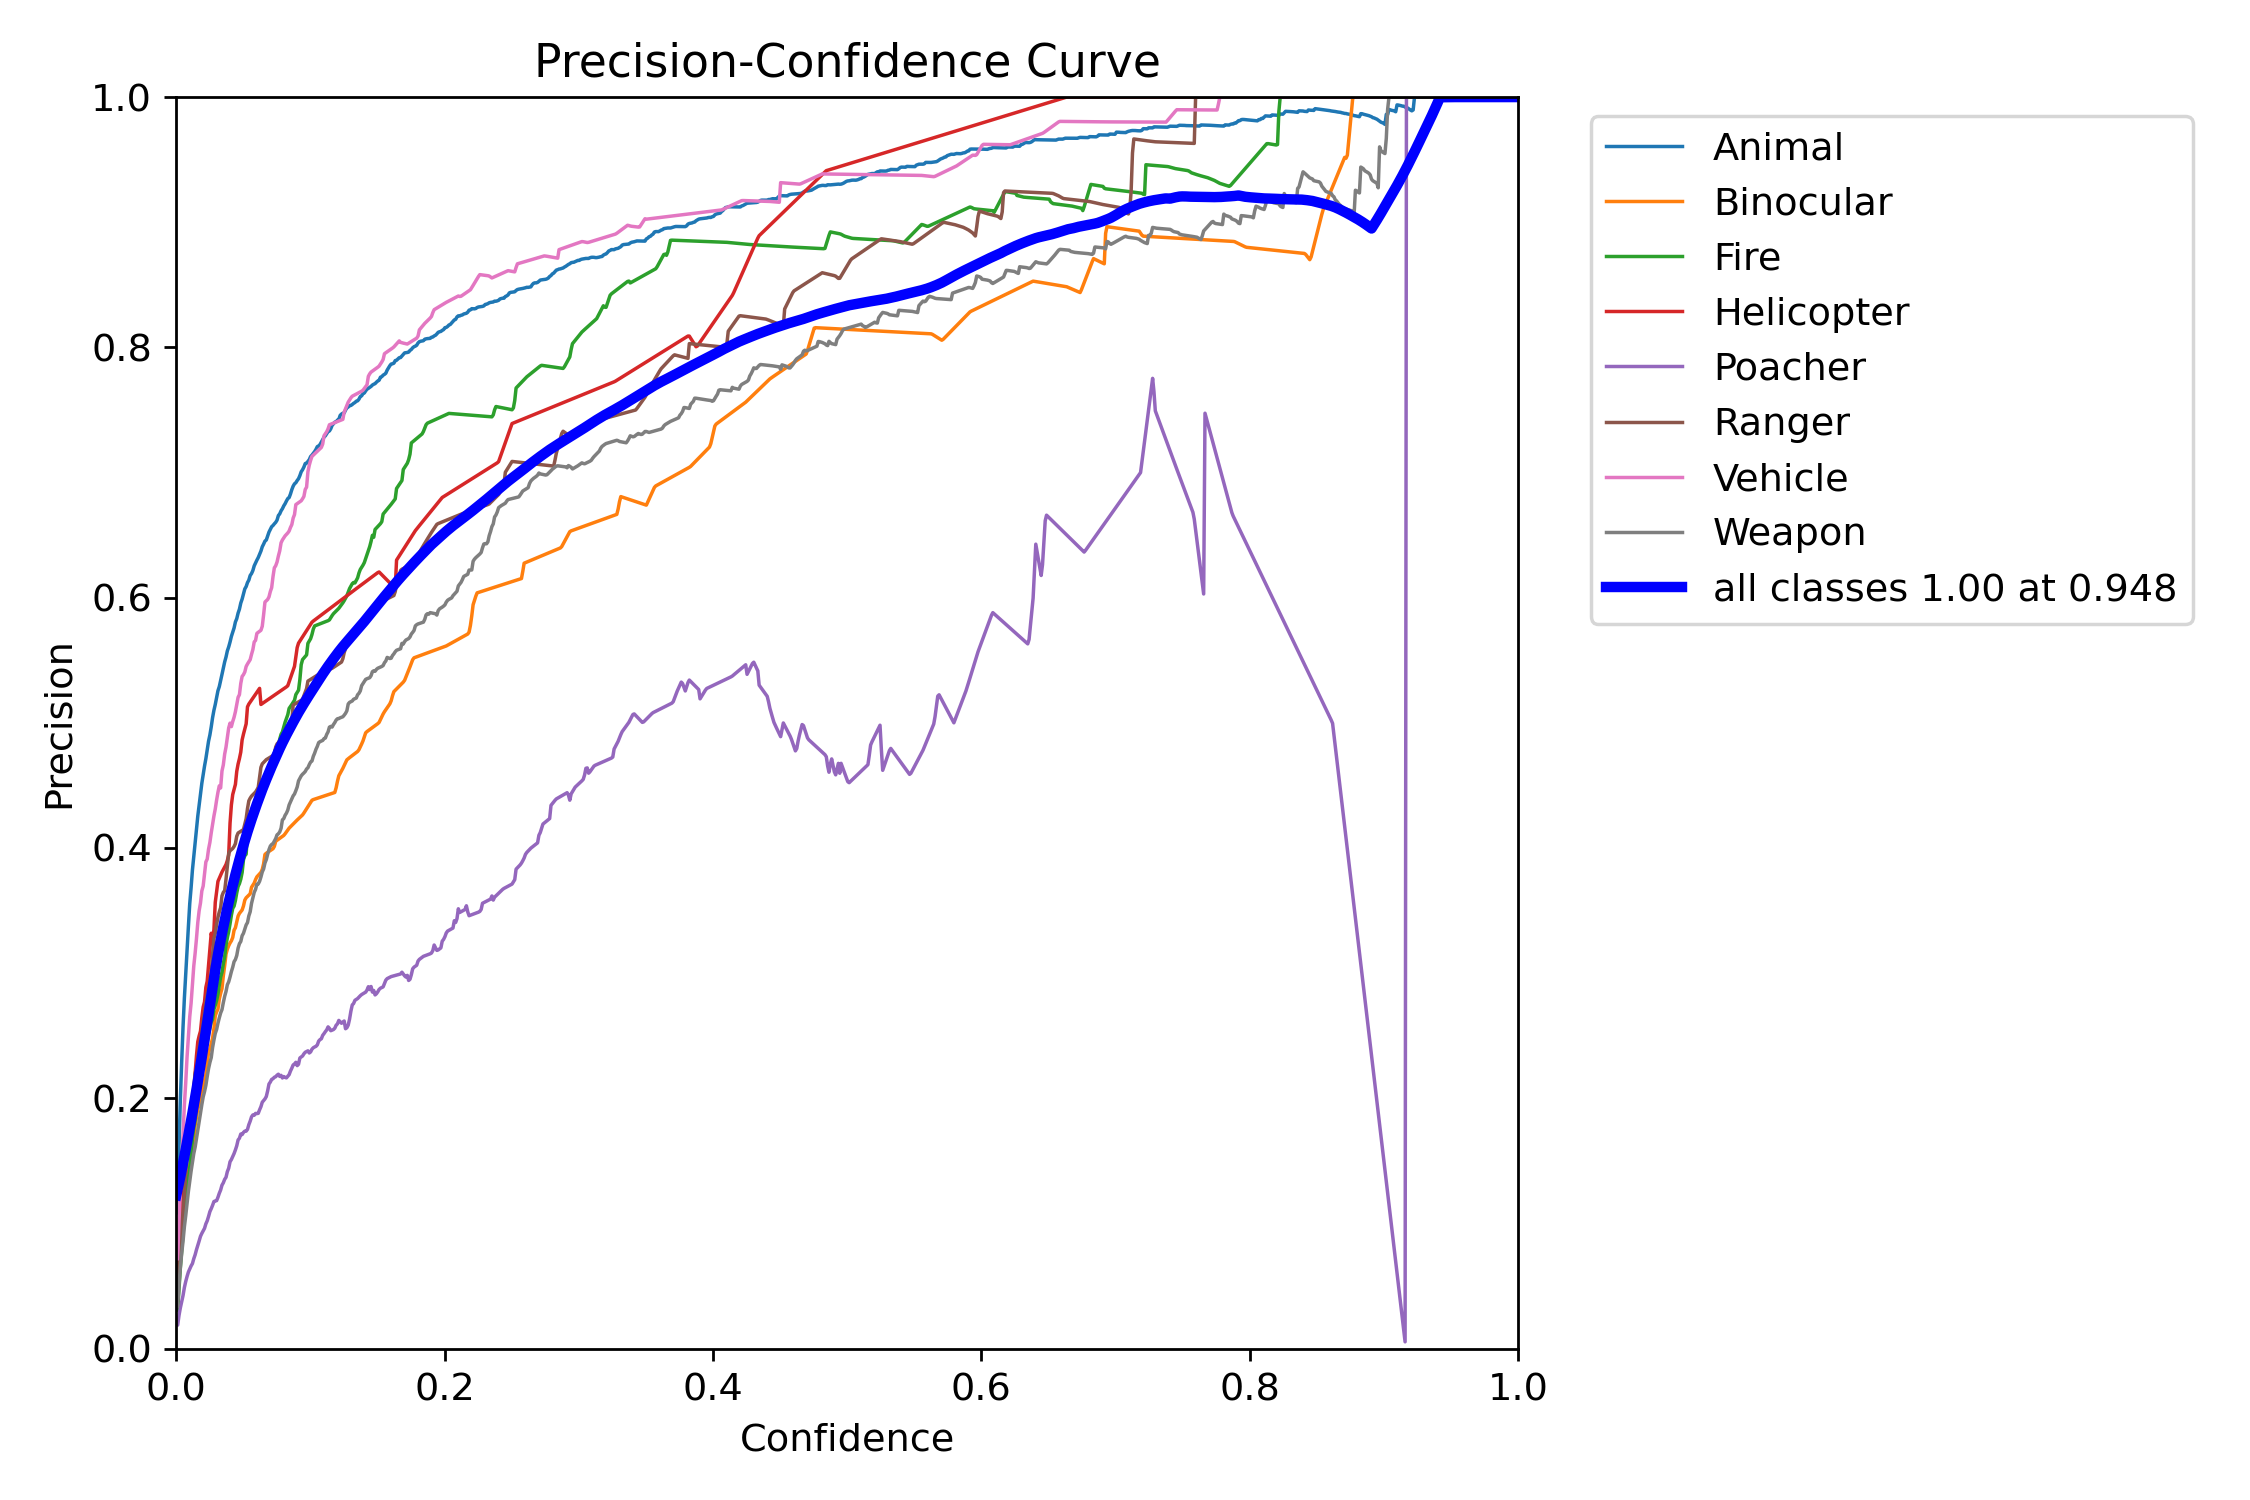 Precision-Confidence Curve
1.0
0.8
0.6
0.4
0.2
0.0
Precision
0.0 0.2 0.4 0.6 0.8 1.0
Confidence
Animal
Binocular
Fire
Helicopter
Poacher
Ranger
Vehicle
Weapon
all classes 1.00 at 0.948